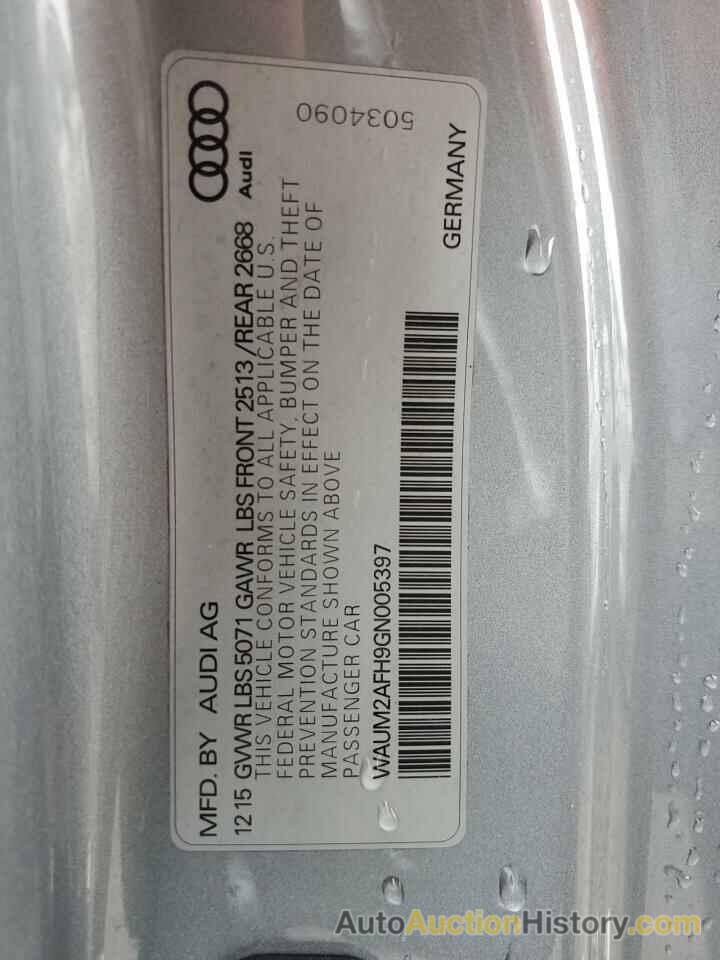 MFD. BY AUDI AG
Audi
12 15 GVWR LBS 5071 GAWR LBS FRONT 2513 /REAR 2668
THIS VEHICLE CONFORMS TO ALL APPLICABLE U.S.
FEDERAL MOTOR VEHICLE SAFETY, BUMPER AND THEFT
PREVENTION STANDARDS IN EFFECT ON THE DATE OF
MANUFACTURE SHOWN ABOVE
PASSENGER CAR
5034090
WAUM2AFH9GN005397
GERMANY
AutoAuctionHistory.com